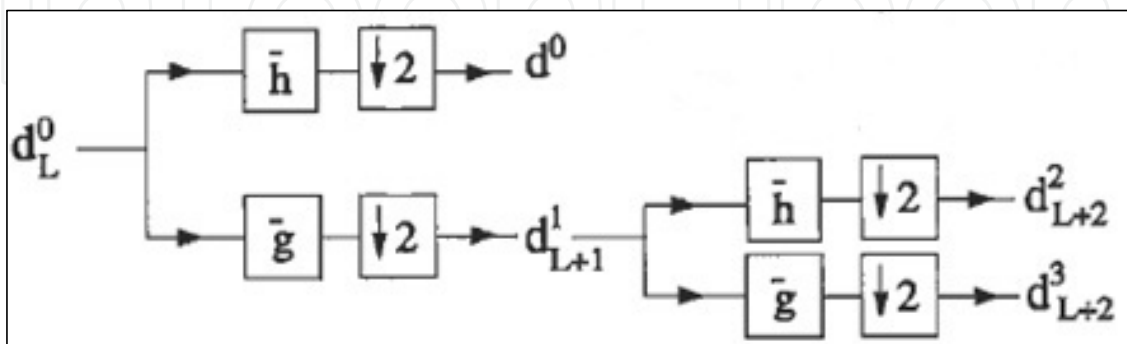 h̄ ↓2 d⁰
d⁰_L
ḡ ↓2 d¹_{L+1}
h̄ ↓2 d²_{L+2}
ḡ ↓2 d³_{L+2}